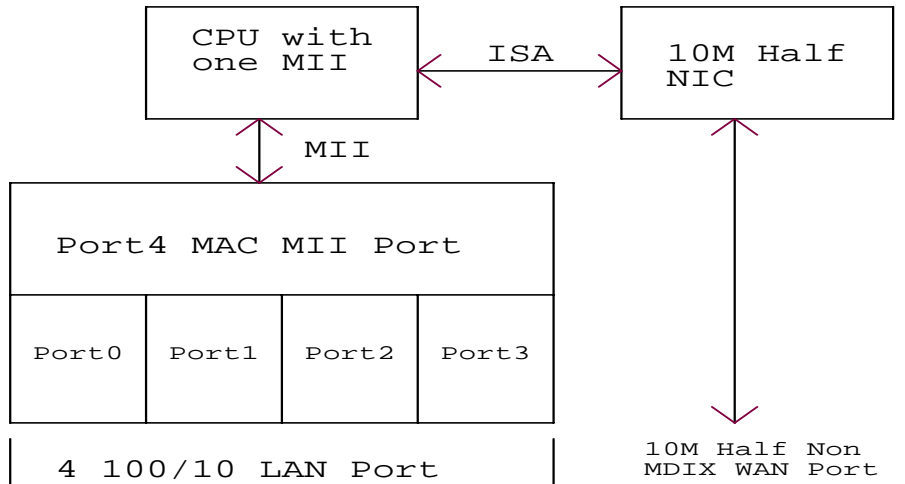 CPU with
one MII
ISA
10M Half
NIC
MII
Port4 MAC MII Port
Port0 Port1 Port2 Port3
4 100/10 LAN Port
10M Half Non
MDIX WAN Port